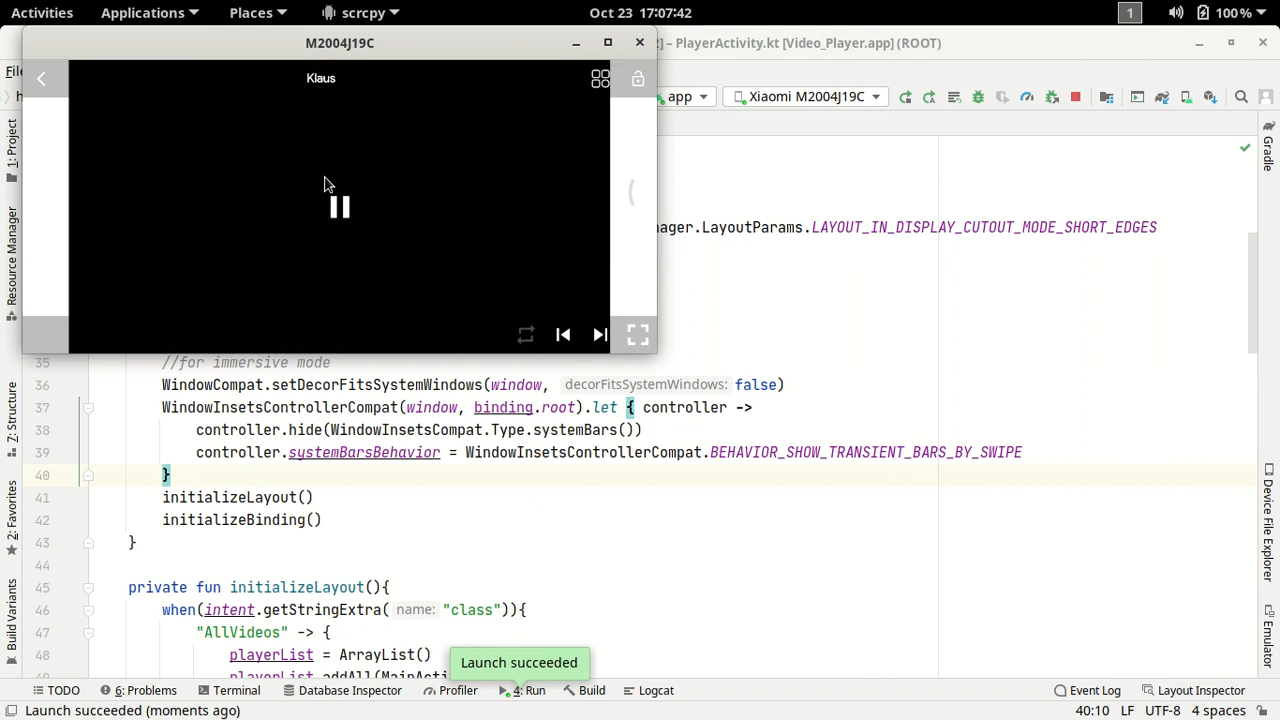 Activities Applications Places scrcpy Oct 23 17:07:42 1 100%
M2004J19C
– PlayerActivity.kt [Video_Player.app] (ROOT)
Klaus
app Xiaomi M2004J19C
1: Project
Resource Manager
7: Structure
2: Favorites
Build Variants
Gradle
Device File Explorer
Emulator
ager.LayoutParams.LAYOUT_IN_DISPLAY_CUTOUT_MODE_SHORT_EDGES
35 //for immersive mode
36 WindowCompat.setDecorFitsSystemWindows(window, decorFitsSystemWindows: false)
37 WindowInsetsControllerCompat(window, binding.root).let { controller ->
38 controller.hide(WindowInsetsCompat.Type.systemBars())
39 controller.systemBarsBehavior = WindowInsetsControllerCompat.BEHAVIOR_SHOW_TRANSIENT_BARS_BY_SWIPE
40 }
41 initializeLayout()
42 initializeBinding()
43 }
44
45 private fun initializeLayout(){
46 when(intent.getStringExtra( name: "class")){
47 "AllVideos" -> {
48 playerList = ArrayList()
Launch succeeded
TODO 6: Problems Terminal Database Inspector Profiler 4: Run Build Logcat Event Log Layout Inspector
Launch succeeded (moments ago) 40:10 LF UTF-8 4 spaces